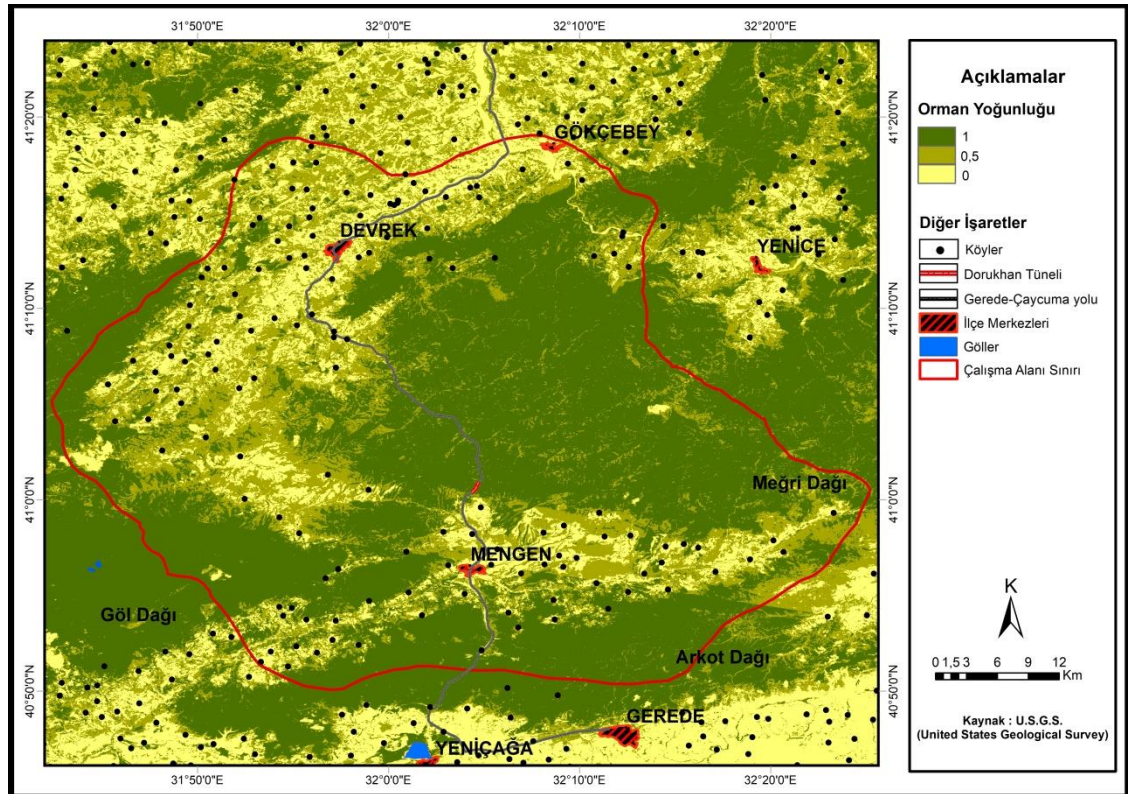 31°50'0"E
32°0'0"E
32°10'0"E
32°20'0"E
41°20'0"N
41°10'0"N
41°0'0"N
40°50'0"N
GÖKÇEBEY
DEVREK
YENİCE
Meğri Dağı
MENGEN
Göl Dağı
Arkot Dağı
GEREDE
YENİÇAĞA
41°20'0"N
41°10'0"N
41°0'0"N
40°50'0"N
31°50'0"E
32°0'0"E
32°10'0"E
32°20'0"E
Açıklamalar
Orman Yoğunluğu
1
0,5
0
Diğer İşaretler
Köyler
Dorukhan Tüneli
Gerede-Çaycuma yolu
İlçe Merkezleri
Göller
Çalışma Alanı Sınırı
K
0 1,5 3 6 9 12
Km
Kaynak : U.S.G.S.
(United States Geological Survey)